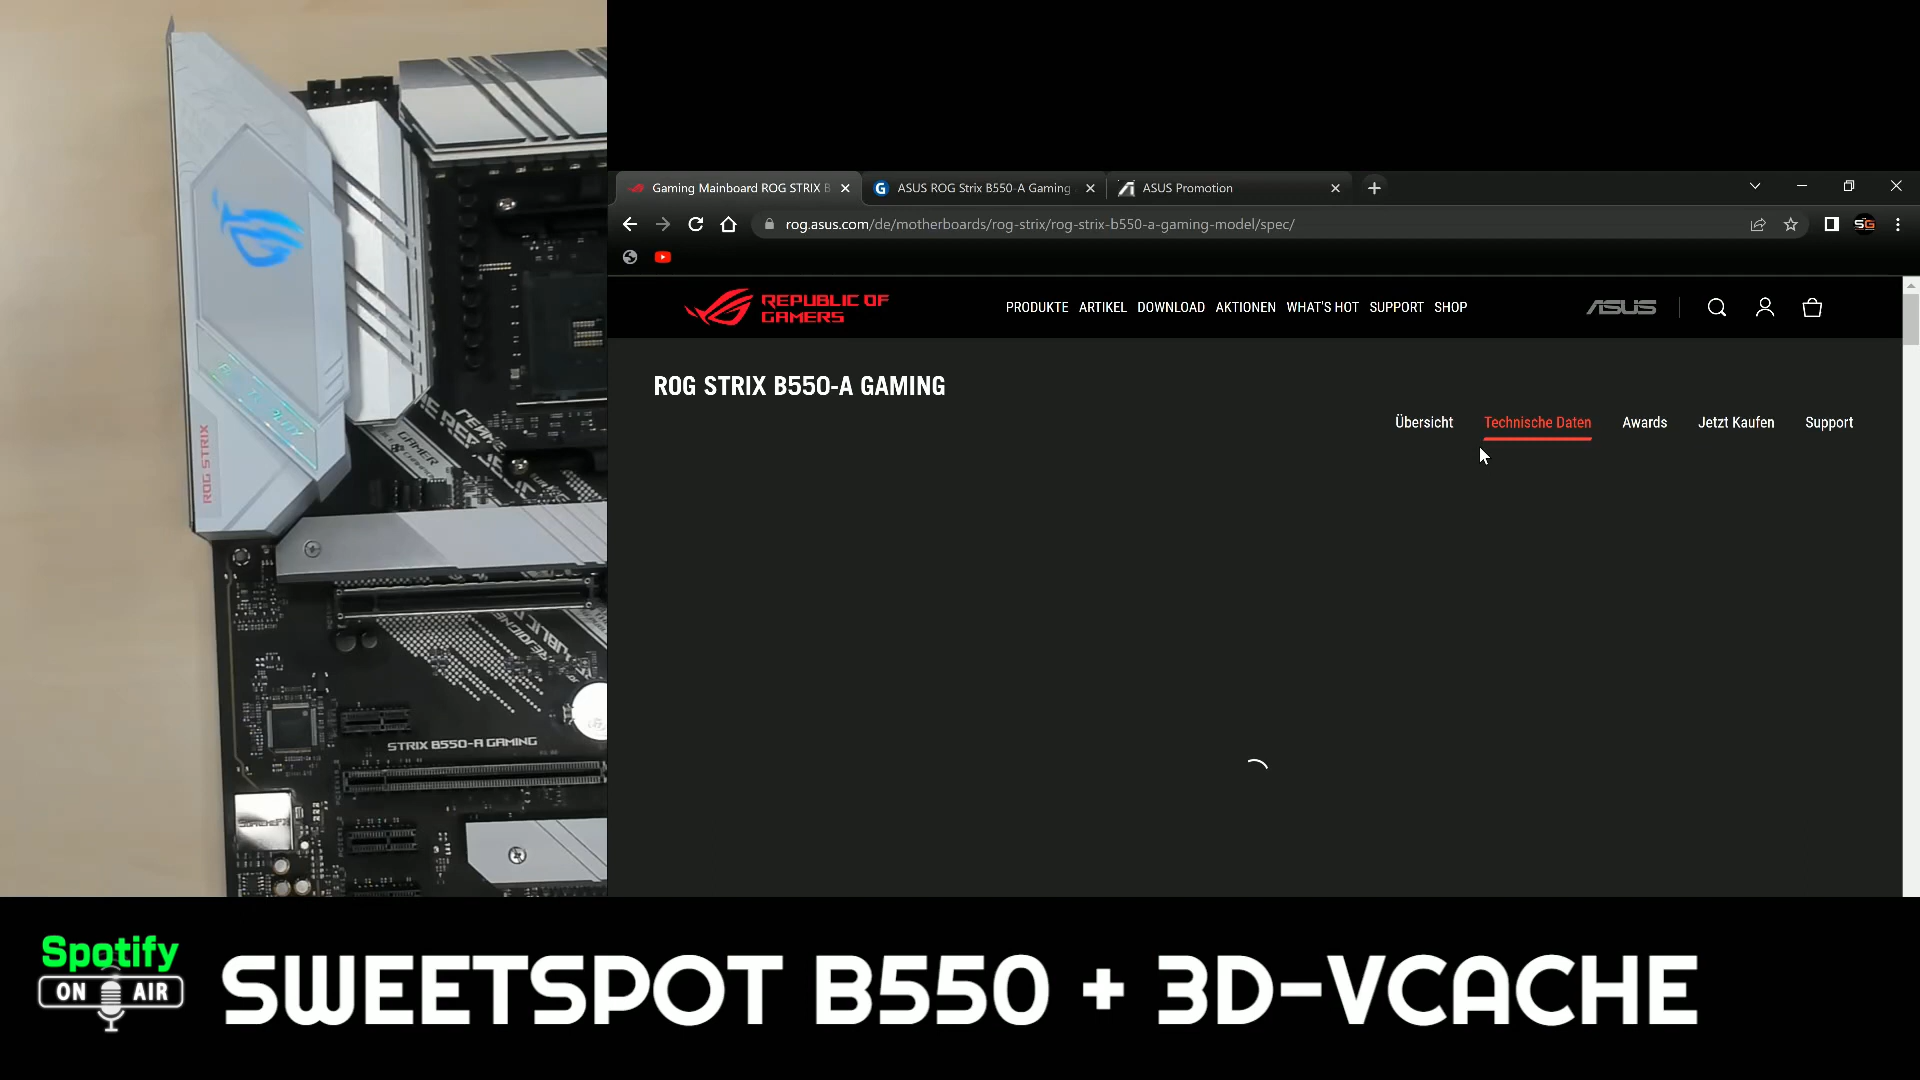 Gaming Mainboard ROG STRIX B
ASUS ROG Strix B550-A Gaming
ASUS Promotion
rog.asus.com/de/motherboards/rog-strix/rog-strix-b550-a-gaming-model/spec/
SG
REPUBLIC OF
GAMERS
PRODUKTE ARTIKEL DOWNLOAD AKTIONEN WHAT'S HOT SUPPORT SHOP
ASUS
ROG STRIX B550-A GAMING
Übersicht Technische Daten Awards Jetzt Kaufen Support
ROG STRIX
GAMER
STRIX B550-A GAMING
Spotify
ON AIR
SWEETSPOT B550 + 3D-VCACHE